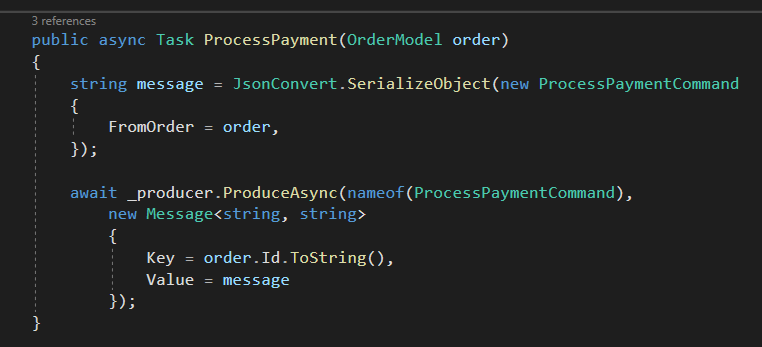 3 references
public async Task ProcessPayment(OrderModel order)
{
string message = JsonConvert.SerializeObject(new ProcessPaymentCommand
{
FromOrder = order,
});
await _producer.ProduceAsync(nameof(ProcessPaymentCommand),
new Message<string, string>
{
Key = order.Id.ToString(),
Value = message
});
}